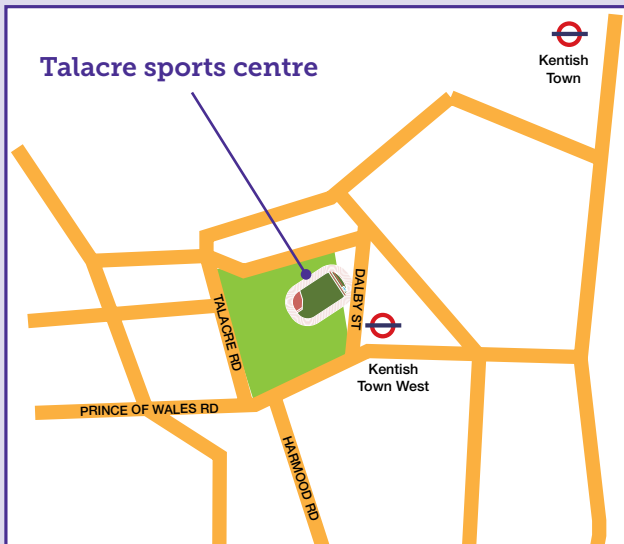 Talacre sports centre
Kentish
Town
TALACRE RD
DALBY ST
Kentish
Town West
PRINCE OF WALES RD
HARMOOD RD